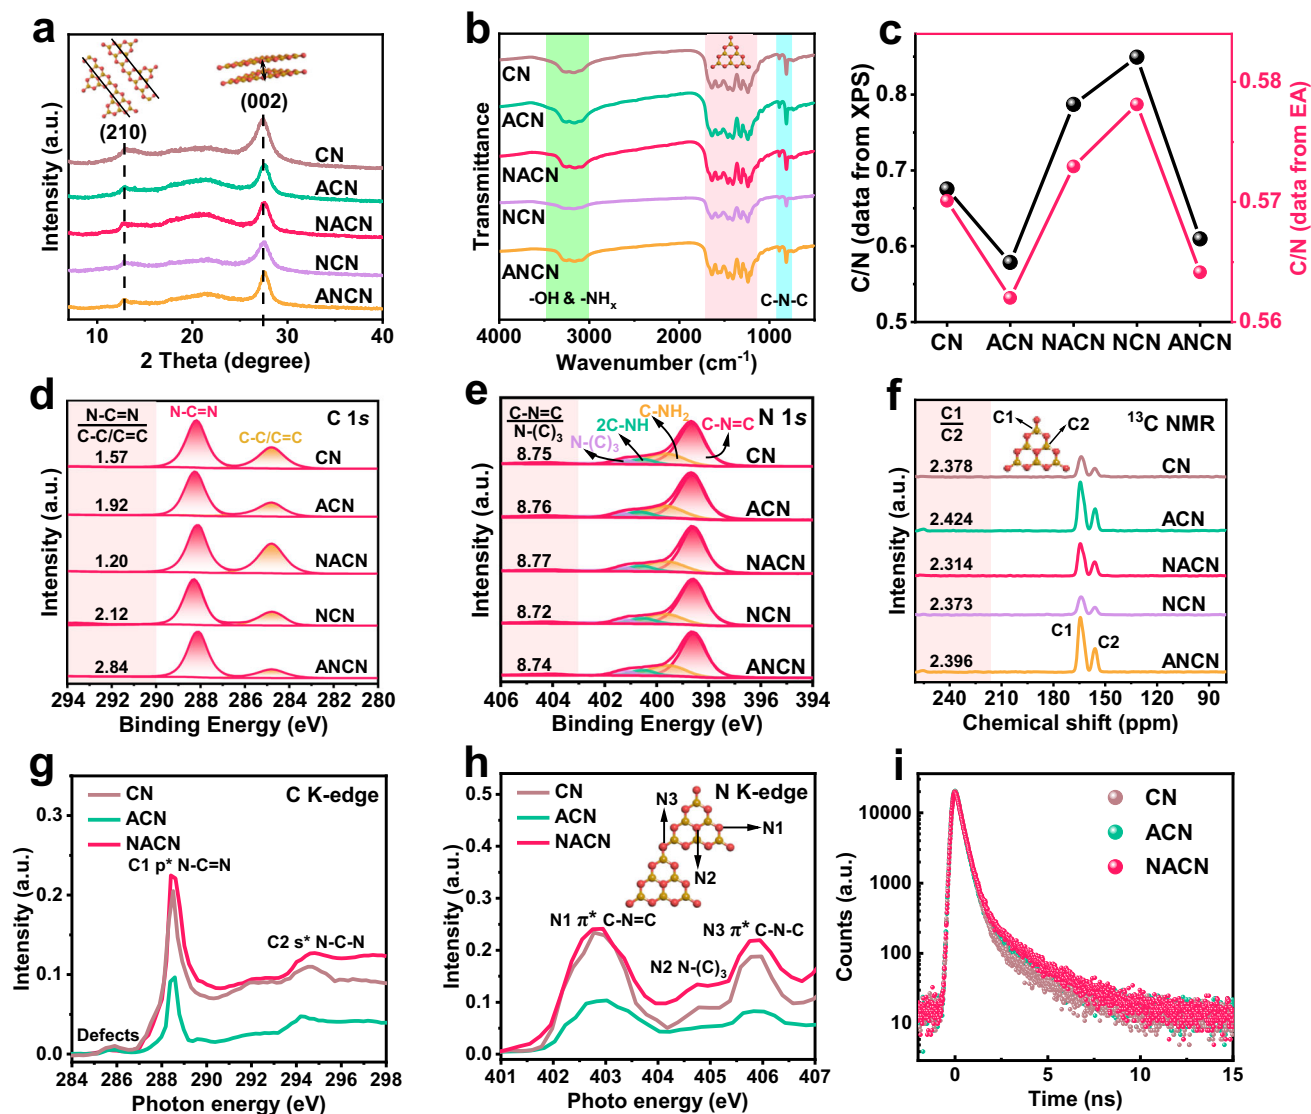 a
(210)
(002)
CN
ACN
NACN
NCN
ANCN
Intensity (a.u.)
10 20 30 40
2 Theta (degree)
b
CN
ACN
NACN
NCN
ANCN
-OH & -NHₓ
C-N-C
Transmittance
4000 3000 2000 1000
Wavenumber (cm⁻¹)
c
C/N (data from XPS)
0.8
0.7
0.6
0.5
C/N (data from EA)
0.58
0.57
0.56
CN ACN NACN NCN ANCN
d
N-C=N
C-C/C=C
N-C=N
C-C/C=C
C 1s
1.57 CN
1.92 ACN
1.20 NACN
2.12 NCN
2.84 ANCN
Intensity (a.u.)
294 292 290 288 286 284 282 280
Binding Energy (eV)
e
C-N=C
N-(C)₃
N-(C)₃
2C-NH
C-NH₂
C-N=C
N 1s
8.75 CN
8.76 ACN
8.77 NACN
8.72 NCN
8.74 ANCN
Intensity (a.u.)
406 404 402 400 398 396 394
Binding Energy (eV)
f
C1
C2
C1
C2
¹³C NMR
2.378 CN
2.424 ACN
2.314 NACN
2.373 NCN
2.396 ANCN
C1
C2
Intensity (a.u.)
240 200 160 120 80
Chemical shift (ppm)
g
CN
ACN
NACN
C K-edge
C1 p* N-C=N
C2 s* N-C-N
Defects
Intensity (a.u.)
0.3
0.2
0.1
0.0
284 286 288 290 292 294 296 298
Photon energy (eV)
h
CN
ACN
NACN
N K-edge
N3
N1
N2
N1 π* C-N=C
N3 π* C-N-C
N2 N-(C)₃
Intensity (a.u.)
0.5
0.4
0.3
0.2
0.1
0.0
401 402 403 404 405 406 407
Photo energy (eV)
i
CN
ACN
NACN
Counts (a.u.)
10000
1000
100
10
0 5 10 15
Time (ns)